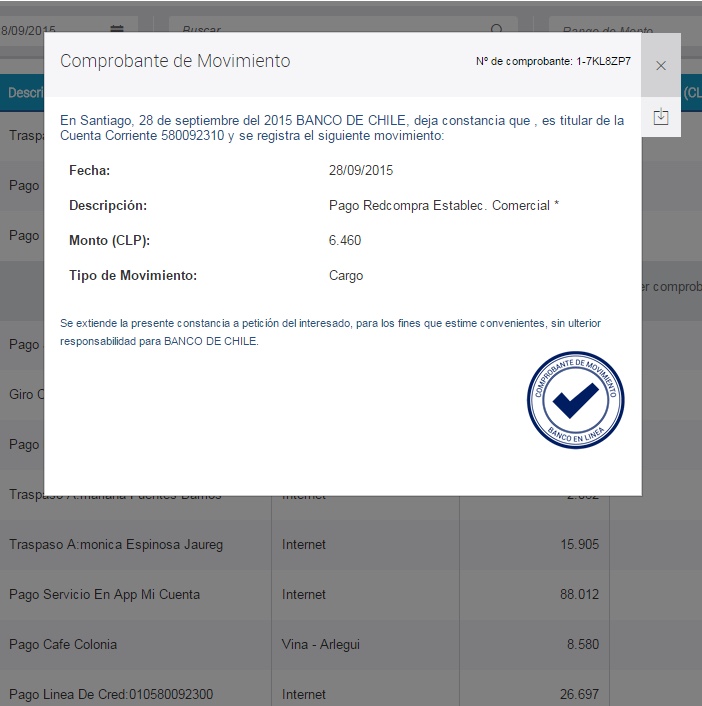 8/09/2015
Buscar
Rango de Monto
Comprobante de Movimiento
Nº de comprobante: 1-7KL8ZP7
Descri
(CL
En Santiago, 28 de septiembre del 2015 BANCO DE CHILE, deja constancia que , es titular de la
Cuenta Corriente 580092310 y se registra el siguiente movimiento:
Trasp
Fecha: 28/09/2015
Pago
Descripción: Pago Redcompra Establec. Comercial *
Pago
Monto (CLP): 6.460
Tipo de Movimiento: Cargo
er comprob
Se extiende la presente constancia a petición del interesado, para los fines que estime convenientes, sin ulterior
responsabilidad para BANCO DE CHILE.
Pago
Giro C
COMPROBANTE DE MOVIMIENTO
BANCO EN LINEA
Pago
Traspaso A:mariana Fuentes Barros Internet 2.082
Traspaso A:monica Espinosa Jaureg Internet 15.905
Pago Servicio En App Mi Cuenta Internet 88.012
Pago Cafe Colonia Vina - Arlegui 8.580
Pago Linea De Cred:010580092300 Internet 26.697